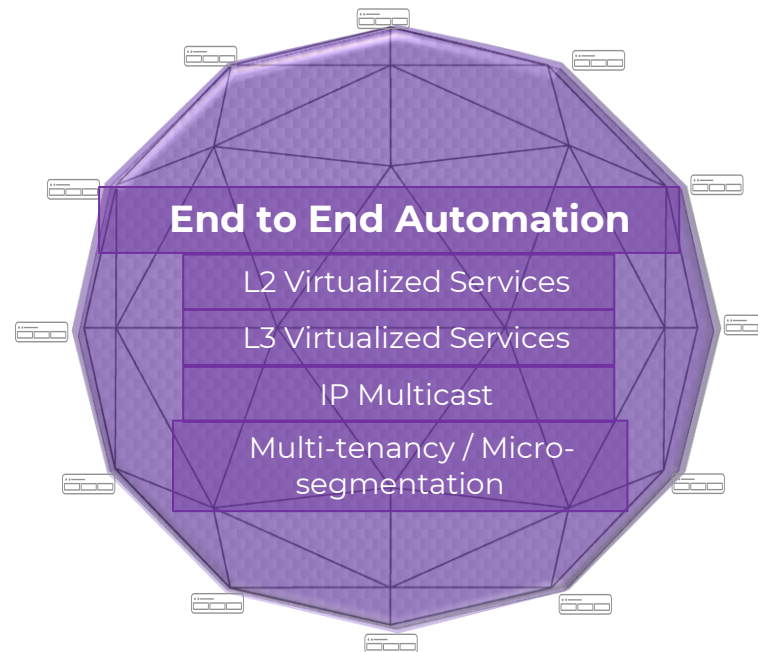 End to End Automation
L2 Virtualized Services
L3 Virtualized Services
IP Multicast
Multi-tenancy / Micro-
segmentation